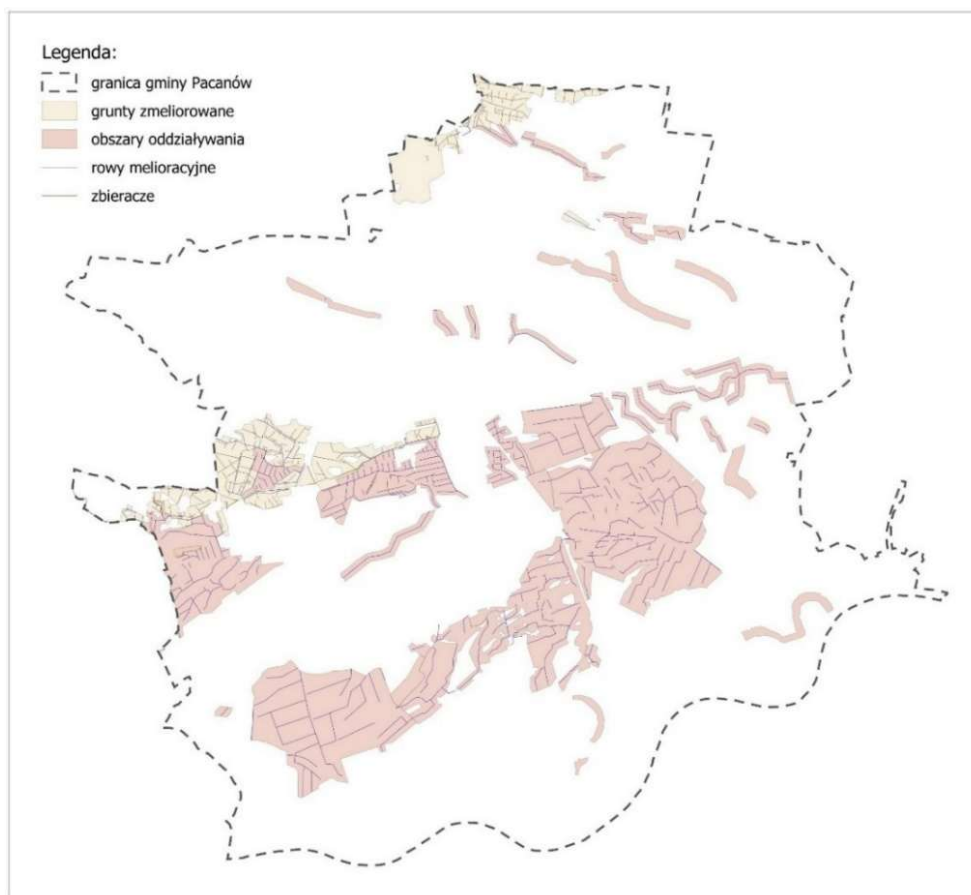 Legenda:
granica gminy Pacanów
grunty zmeliorowane
obszary oddziaływania
rowy melioracyjne
zbieracze